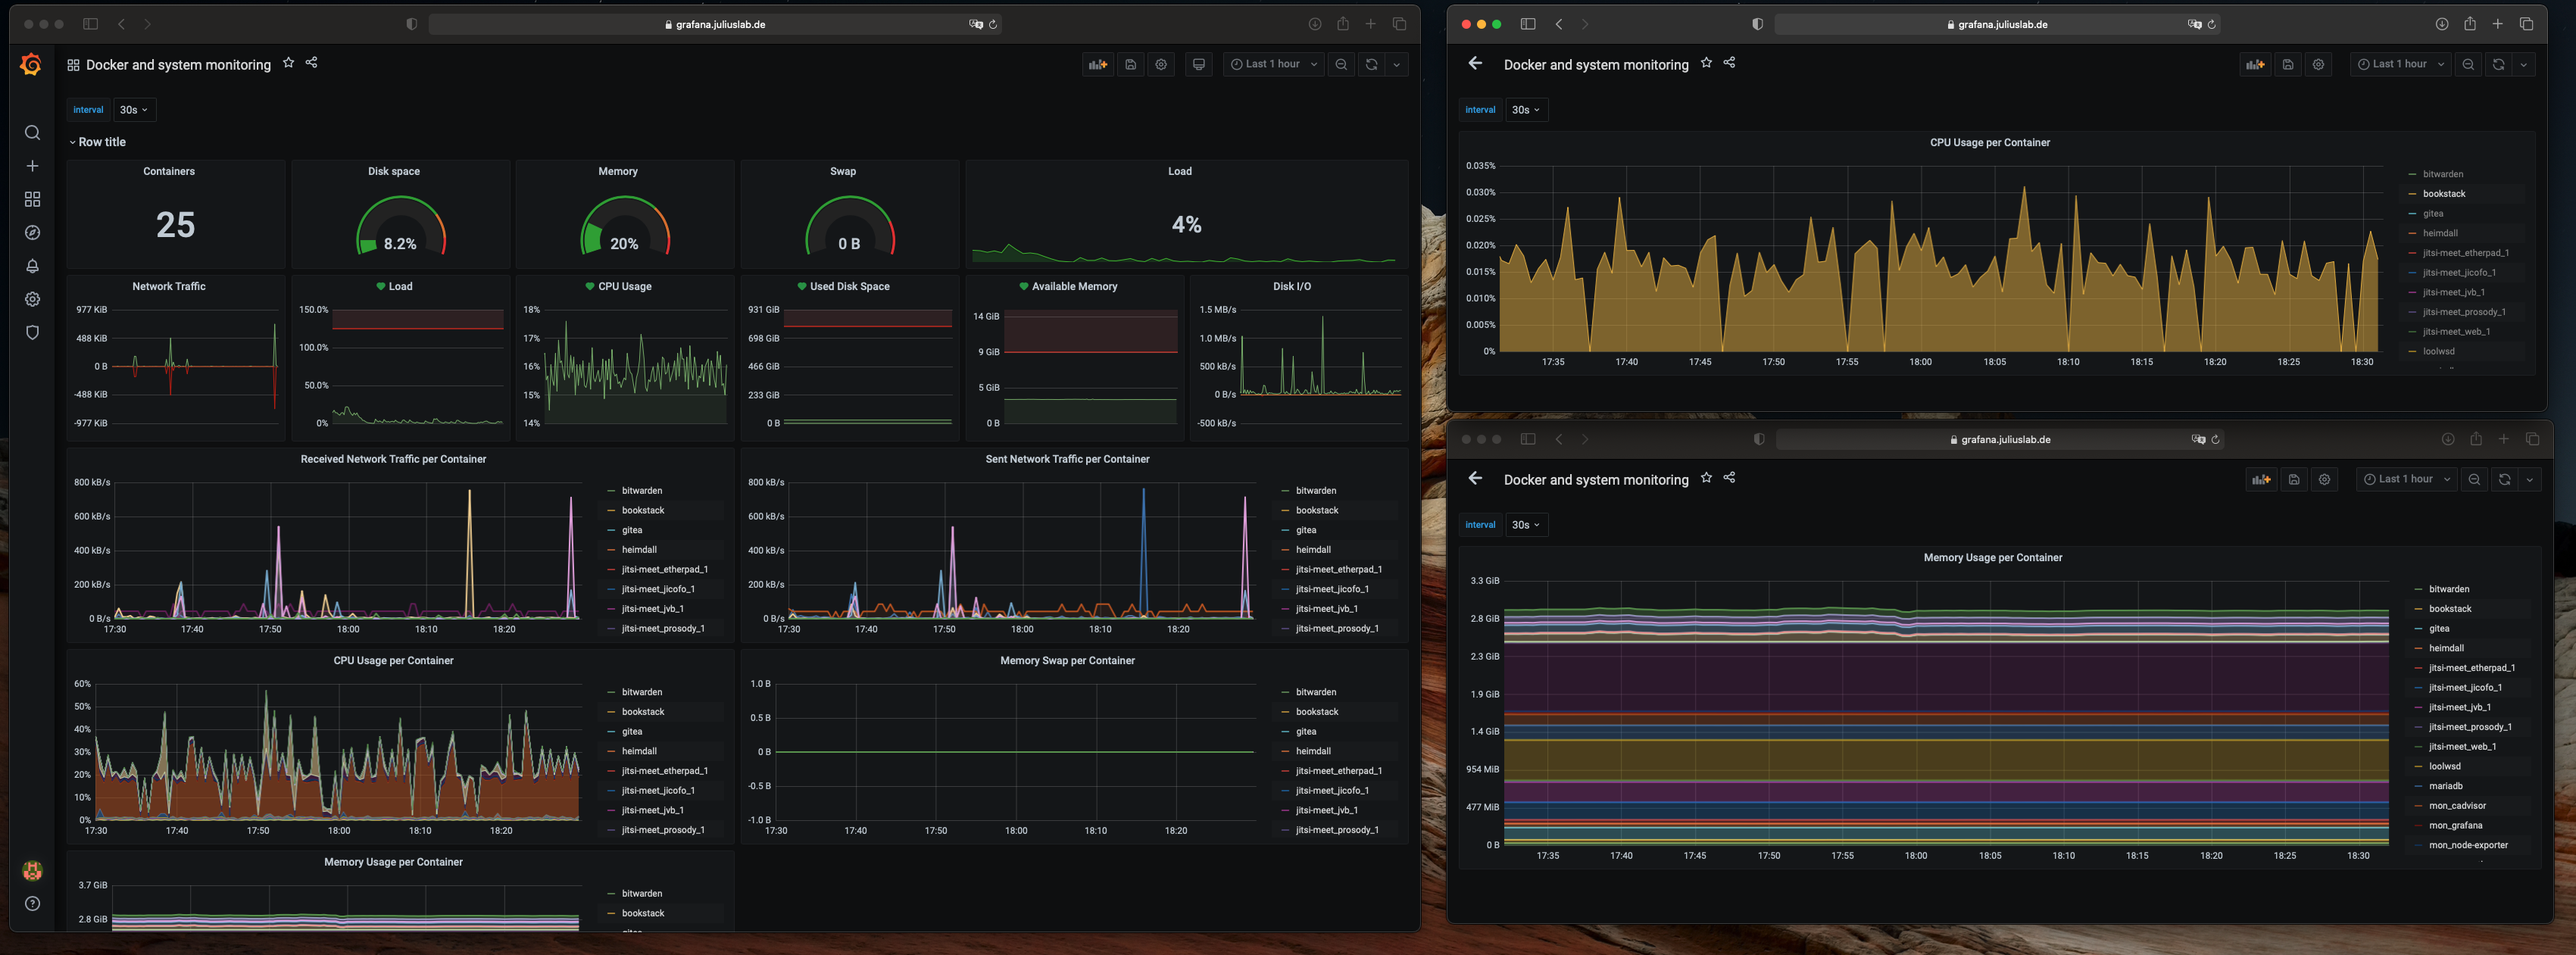 grafana.juliuslab.de
Docker and system monitoring
Last 1 hour
interval 30s
Row title
Containers
25
Disk space
8.2%
Memory
20%
Swap
0 B
Load
4%
Network Traffic
977 KiB
488 KiB
0 B
-488 KiB
-977 KiB
Load
150.0%
100.0%
50.0%
0%
CPU Usage
18%
17%
16%
15%
14%
Used Disk Space
931 GiB
698 GiB
466 GiB
233 GiB
0 B
Available Memory
14 GiB
9 GiB
5 GiB
0 B
Disk I/O
1.5 MB/s
1.0 MB/s
500 kB/s
0 B/s
-500 kB/s
Received Network Traffic per Container
800 kB/s
600 kB/s
400 kB/s
200 kB/s
0 B/s
17:30 17:40 17:50 18:00 18:10 18:20
bitwarden
bookstack
gitea
heimdall
jitsi-meet_etherpad_1
jitsi-meet_jicofo_1
jitsi-meet_jvb_1
jitsi-meet_prosody_1
Sent Network Traffic per Container
800 kB/s
600 kB/s
400 kB/s
200 kB/s
0 B/s
17:30 17:40 17:50 18:00 18:10 18:20
bitwarden
bookstack
gitea
heimdall
jitsi-meet_etherpad_1
jitsi-meet_jicofo_1
jitsi-meet_jvb_1
jitsi-meet_prosody_1
CPU Usage per Container
60%
50%
40%
30%
20%
10%
0%
17:30 17:40 17:50 18:00 18:10 18:20
bitwarden
bookstack
gitea
heimdall
jitsi-meet_etherpad_1
jitsi-meet_jicofo_1
jitsi-meet_jvb_1
jitsi-meet_prosody_1
Memory Swap per Container
1.0 B
0.5 B
0 B
-0.5 B
-1.0 B
17:30 17:40 17:50 18:00 18:10 18:20
bitwarden
bookstack
gitea
heimdall
jitsi-meet_etherpad_1
jitsi-meet_jicofo_1
jitsi-meet_jvb_1
jitsi-meet_prosody_1
Memory Usage per Container
3.7 GiB
2.8 GiB
bitwarden
bookstack
grafana.juliuslab.de
Docker and system monitoring
Last 1 hour
interval 30s
CPU Usage per Container
0.035%
0.030%
0.025%
0.020%
0.015%
0.010%
0.005%
0%
17:35 17:40 17:45 17:50 17:55 18:00 18:05 18:10 18:15 18:20 18:25 18:30
bitwarden
bookstack
gitea
heimdall
jitsi-meet_etherpad_1
jitsi-meet_jicofo_1
jitsi-meet_jvb_1
jitsi-meet_prosody_1
jitsi-meet_web_1
loolwsd
grafana.juliuslab.de
Docker and system monitoring
Last 1 hour
interval 30s
Memory Usage per Container
3.3 GiB
2.8 GiB
2.3 GiB
1.9 GiB
1.4 GiB
954 MiB
477 MiB
0 B
17:35 17:40 17:45 17:50 17:55 18:00 18:05 18:10 18:15 18:20 18:25 18:30
bitwarden
bookstack
gitea
heimdall
jitsi-meet_etherpad_1
jitsi-meet_jicofo_1
jitsi-meet_jvb_1
jitsi-meet_prosody_1
jitsi-meet_web_1
loolwsd
mariadb
mon_cadvisor
mon_grafana
mon_node-exporter